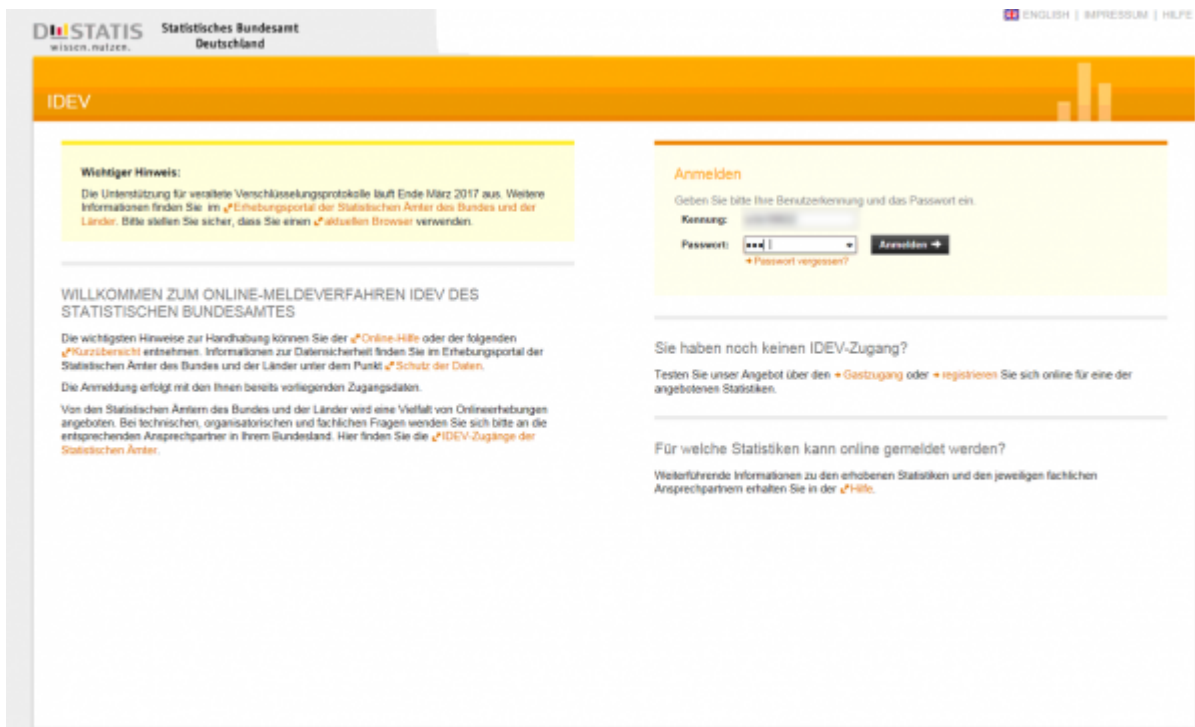 ENGLISH | IMPRESSUM | HILFE
DESTATIS
wissen.nutzen.
Statistisches Bundesamt
Deutschland
IDEV
Wichtiger Hinweis:
Die Unterstützung für veraltete Verschlüsselungsprotokolle läuft Ende März 2017 aus. Weitere
Informationen finden Sie im Erhebungsportal der Statistischen Ämter des Bundes und der
Länder. Bitte stellen Sie sicher, dass Sie einen aktuellen Browser verwenden.
WILLKOMMEN ZUM ONLINE-MELDEVERFAHREN IDEV DES
STATISTISCHEN BUNDESAMTES
Die wichtigsten Hinweise zur Handhabung können Sie der Online-Hilfe oder der folgenden
Kurzübersicht entnehmen. Informationen zur Datensicherheit finden Sie im Erhebungsportal der
Statistischen Ämter des Bundes und der Länder unter dem Punkt Schutz der Daten.
Die Anmeldung erfolgt mit den Ihnen bereits vorliegenden Zugangsdaten.
Von den Statistischen Ämtern des Bundes und der Länder wird eine Vielfalt von Onlineerhebungen
angeboten. Bei technischen, organisatorischen und fachlichen Fragen wenden Sie sich bitte an die
entsprechenden Ansprechpartner in Ihrem Bundesland. Hier finden Sie die IDEV-Zugänge der
Statistischen Ämter.
Anmelden
Geben Sie bitte Ihre Benutzerkennung und das Passwort ein.
Kennung:
Passwort:
Anmelden
Passwort vergessen?
Sie haben noch keinen IDEV-Zugang?
Testen Sie unser Angebot über den Gastzugang oder registrieren Sie sich online für eine der
angebotenen Statistiken.
Für welche Statistiken kann online gemeldet werden?
Weiterführende Informationen zu den erhobenen Statistiken und den jeweiligen fachlichen
Ansprechpartnern erhalten Sie in der Hilfe.